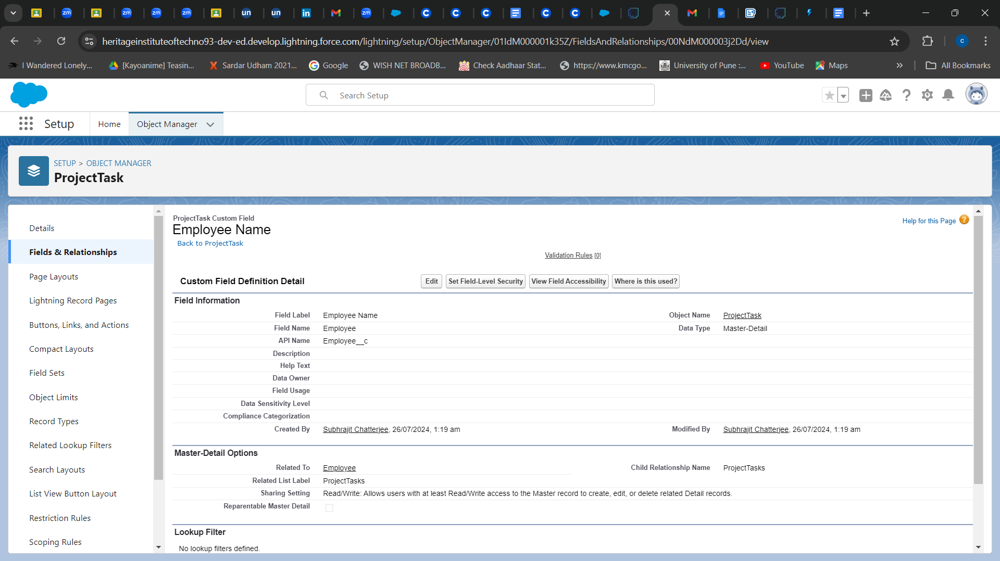 heritageinstituteoftechno93-dev-ed.develop.lightning.force.com/lightning/setup/ObjectManager/01IdM000001k35Z/FieldsAndRelationships/00NdM000003j2Dd/view
I Wandered Lonely... [Kayoanime] Teasin... Sardar Udham 2021... Google WISH NET BROADB... Check Aadhaar Stat... https://www.kmcgo... University of Pune :... YouTube Maps » All Bookmarks
Search Setup
Setup Home Object Manager
SETUP > OBJECT MANAGER
ProjectTask
Details
Fields & Relationships
Page Layouts
Lightning Record Pages
Buttons, Links, and Actions
Compact Layouts
Field Sets
Object Limits
Record Types
Related Lookup Filters
Search Layouts
List View Button Layout
Restriction Rules
Scoping Rules
ProjectTask Custom Field
Employee Name
Back to ProjectTask
Help for this Page ?
Validation Rules [0]
Custom Field Definition Detail Edit Set Field-Level Security View Field Accessibility Where is this used?
Field Information
Field Label Employee Name Object Name ProjectTask
Field Name Employee Data Type Master-Detail
API Name Employee__c
Description
Help Text
Data Owner
Field Usage
Data Sensitivity Level
Compliance Categorization
Created By Subhrajit Chatterjee, 26/07/2024, 1:19 am Modified By Subhrajit Chatterjee, 26/07/2024, 1:19 am
Master-Detail Options
Related To Employee Child Relationship Name ProjectTasks
Related List Label ProjectTasks
Sharing Setting Read/Write: Allows users with at least Read/Write access to the Master record to create, edit, or delete related Detail records.
Reparentable Master Detail
Lookup Filter
No lookup filters defined.